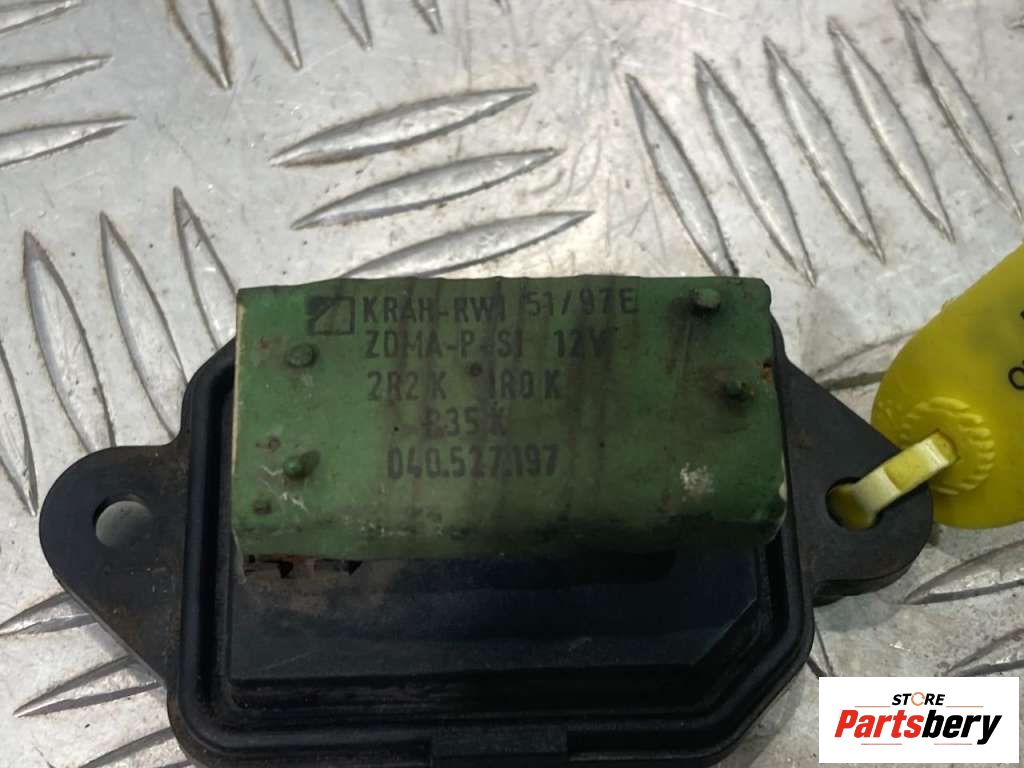 KRAH-RWI 51/97E
ZDMA-P-SI 12V
2R2 K 1R0 K
R35 K
040.527.197
STORE
Partsbery